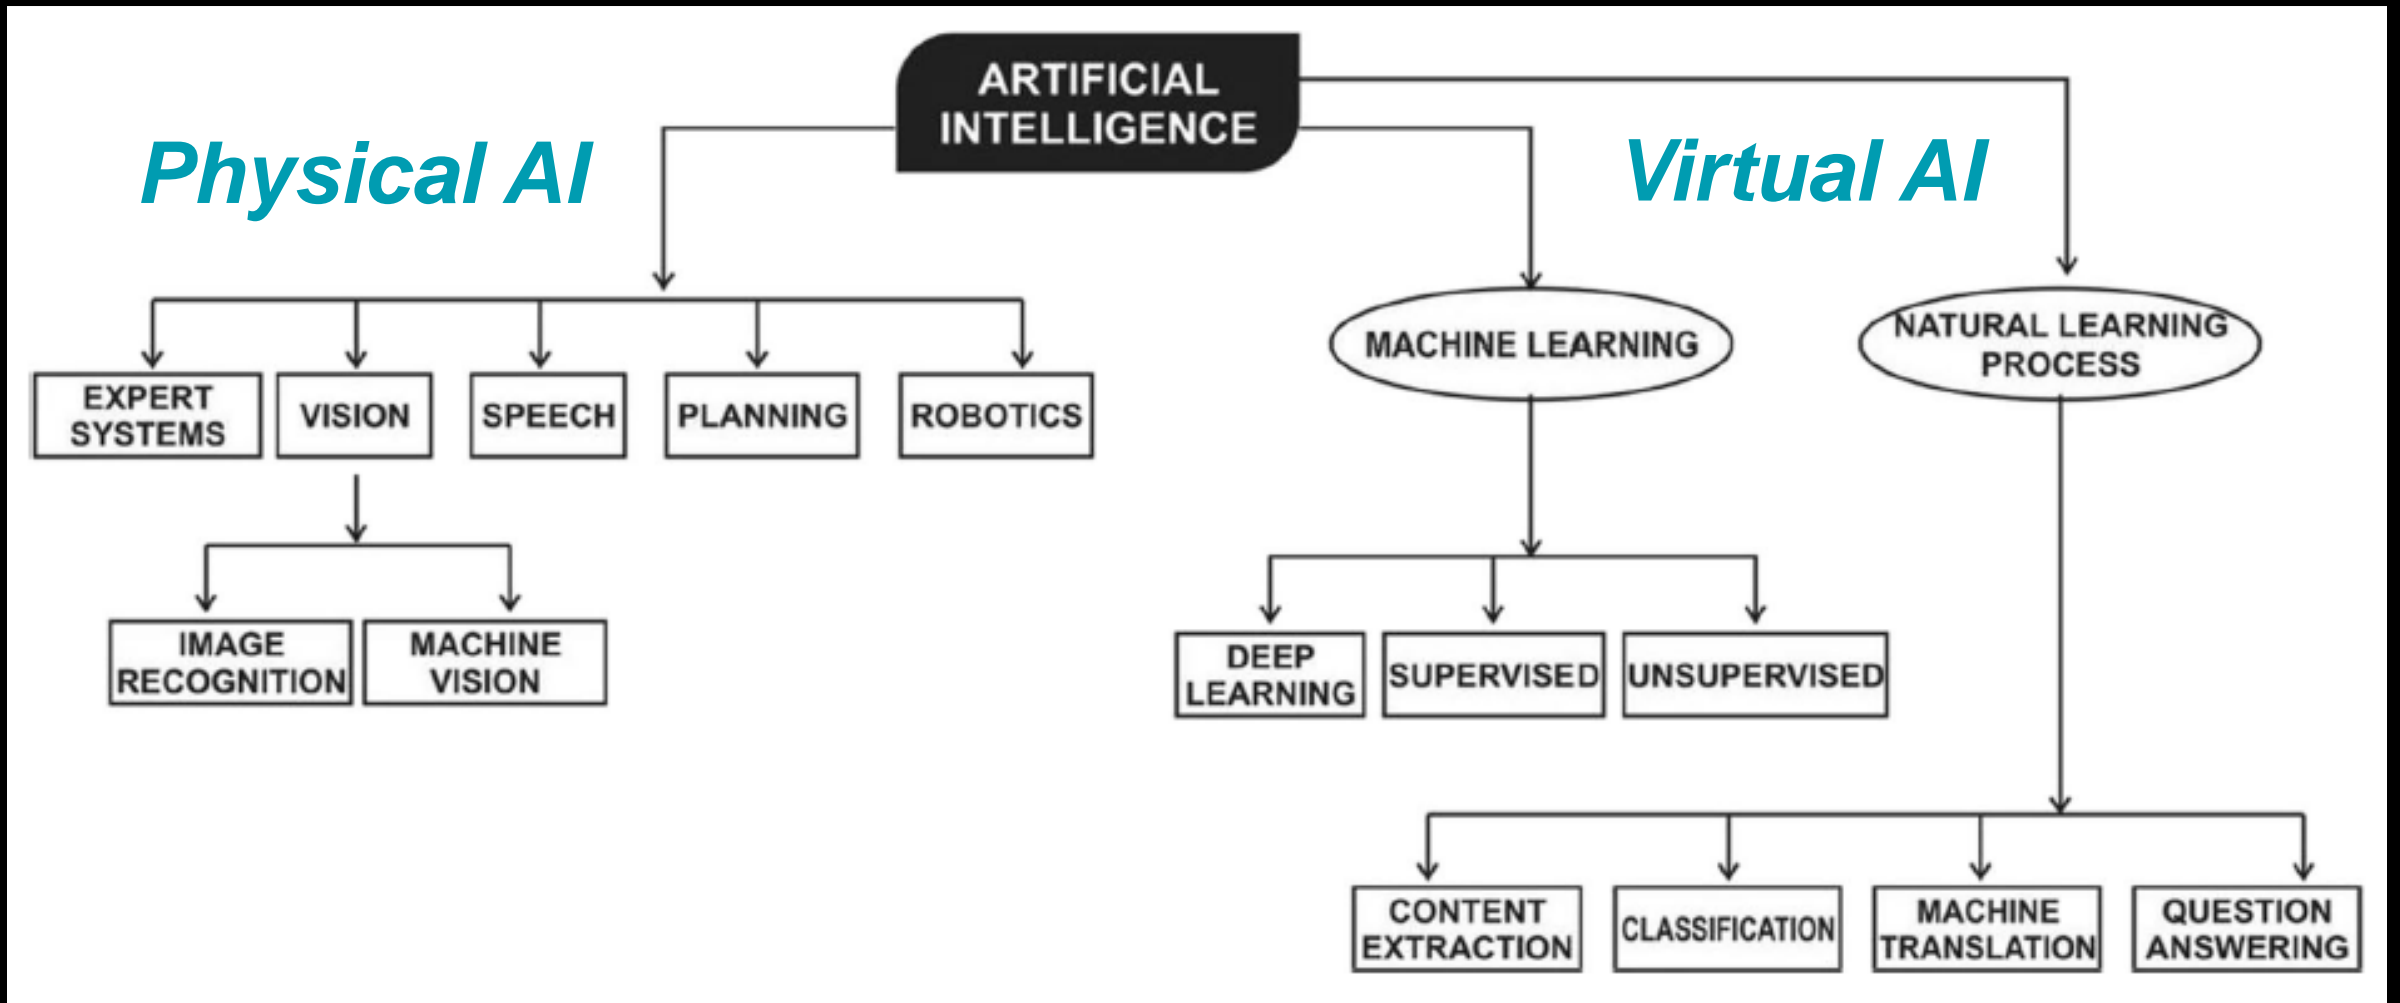 ARTIFICIAL
INTELLIGENCE
Physical AI
Virtual AI
EXPERT
SYSTEMS
VISION
SPEECH
PLANNING
ROBOTICS
MACHINE LEARNING
NATURAL LEARNING
PROCESS
IMAGE
RECOGNITION
MACHINE
VISION
DEEP
LEARNING
SUPERVISED
UNSUPERVISED
CONTENT
EXTRACTION
CLASSIFICATION
MACHINE
TRANSLATION
QUESTION
ANSWERING